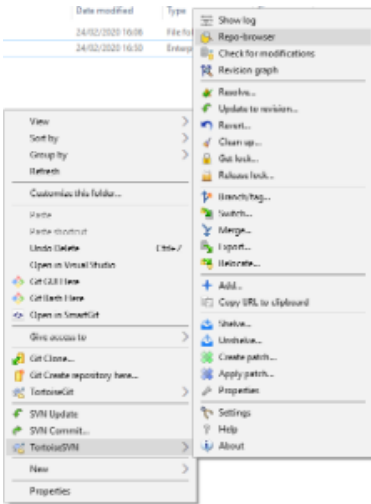 Date modified Type
24/02/2020 16:06 File fol
24/02/2020 16:50 Enterp
Show log
Repo-browser
Check for modifications
Revision graph
Resolve...
Update to revision...
Revert...
Clean up...
Get lock...
Release lock...
Branch/tag...
Switch...
Merge...
Export...
Relocate...
Add...
Copy URL to clipboard
Shelve...
Unshelve...
Create patch...
Apply patch...
Properties
Settings
Help
About
View
Sort by
Group by
Refresh
Customize this folder...
Paste
Paste shortcut
Undo Delete Ctrl+Z
Open in Visual Studio
Git GUI Here
Git Bash Here
Open in SmartGit
Give access to
Git Clone...
Git Create repository here...
TortoiseGit
SVN Update
SVN Commit...
TortoiseSVN
New
Properties